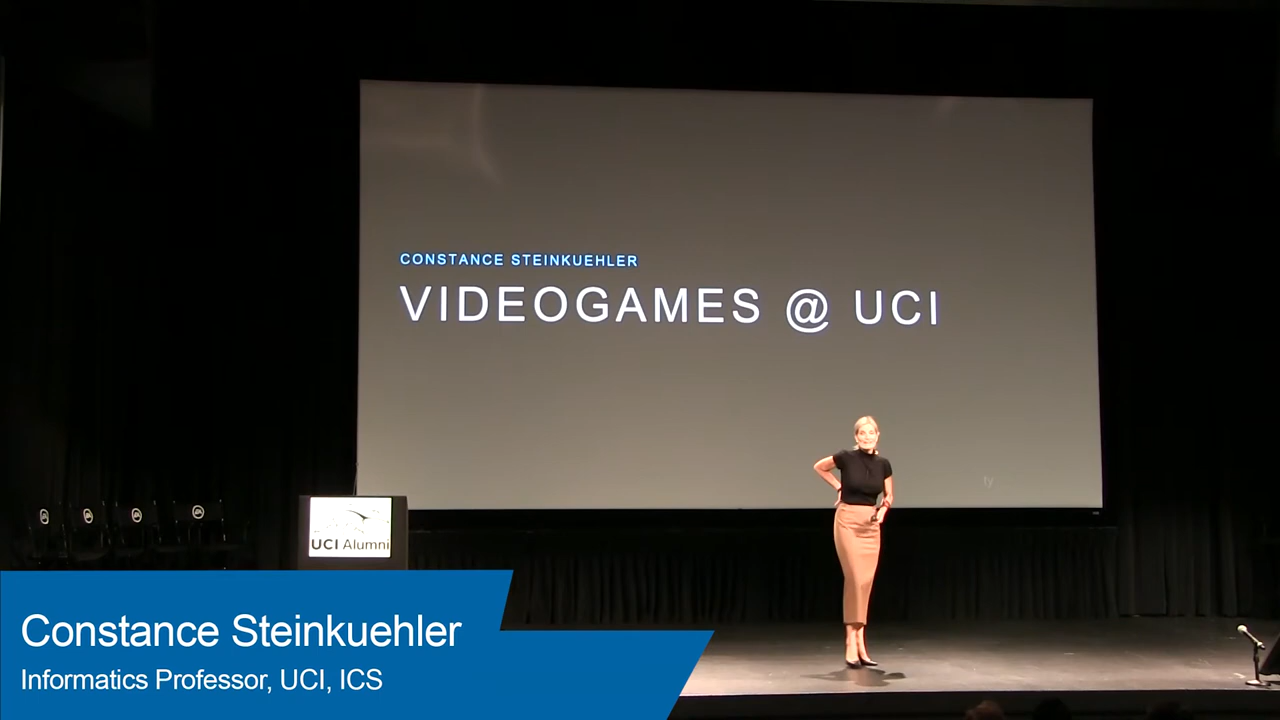 CONSTANCE STEINKUEHLER
VIDEOGAMES @ UCI
UCI Alumni
Constance Steinkuehler
Informatics Professor, UCI, ICS